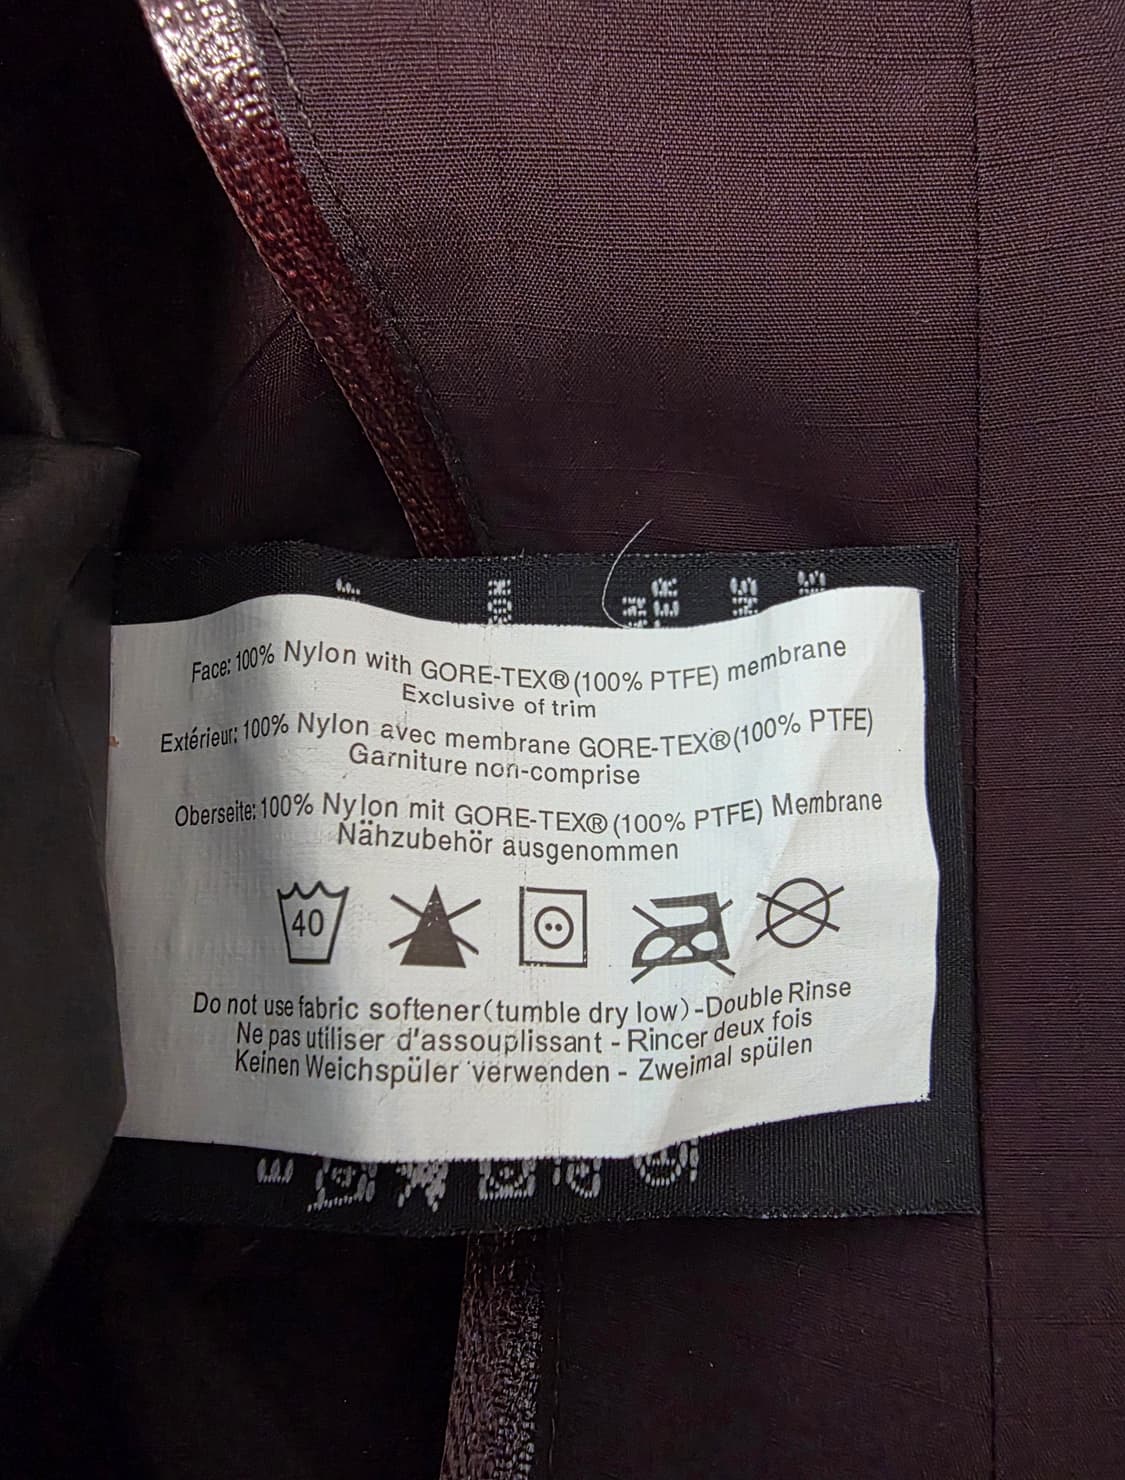 Face: 100% Nylon with GORE-TEX® (100% PTFE) membrane
Exclusive of trim
Extérieur: 100% Nylon avec membrane GORE-TEX® (100% PTFE)
Garniture non-comprise
Oberseite: 100% Nylon mit GORE-TEX® (100% PTFE) Membrane
Nähzubehör ausgenommen
40
Do not use fabric softener (tumble dry low) - Double Rinse
Ne pas utiliser d'assouplissant - Rincer deux fois
Keinen Weichspüler verwenden - Zweimal spülen